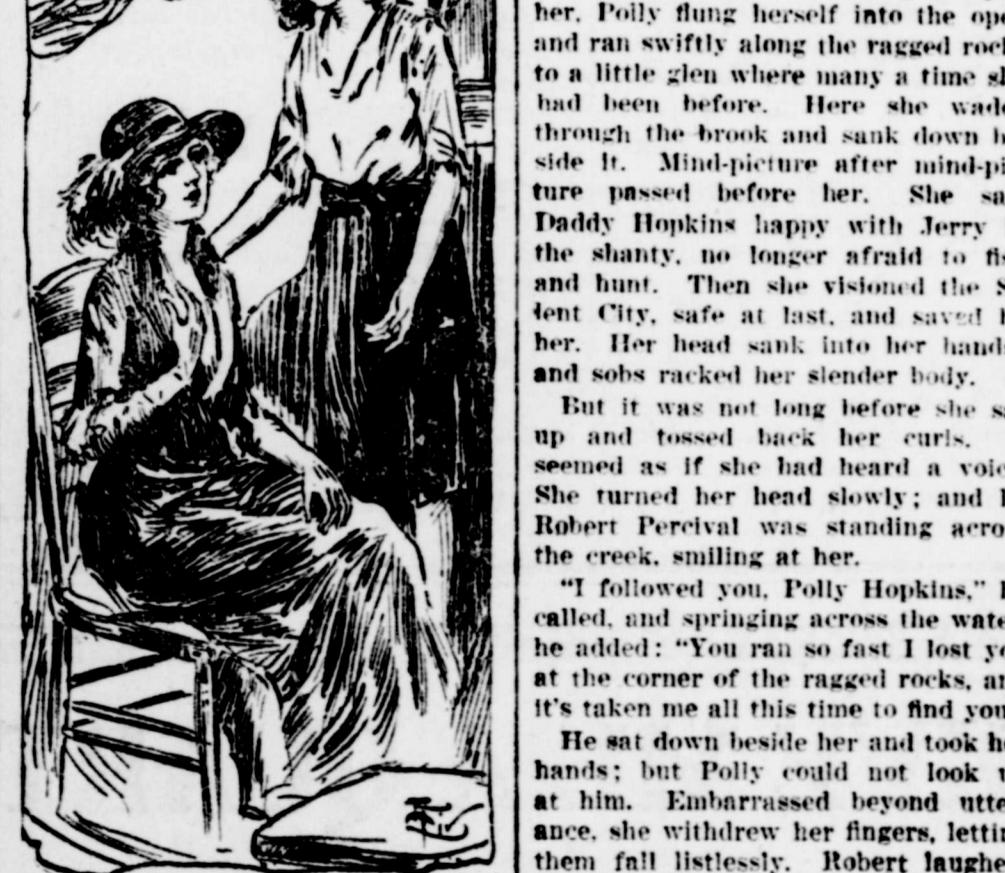 her. Polly flung herself into the op
and ran swiftly along the ragged roc
to a little glen where many a time s
had been before. Here she wad
through the brook and sank down b
side it. Mind-picture after mind-pi
ture passed before her. She sa
Daddy Hopkins happy with Jerry
the shanty, no longer afraid to fi
and hunt. Then she visioned the S
lent City, safe at last, and saved b
her. Her head sank into her hand
and sobs racked her slender body.
But it was not long before she s
up and tossed back her curls.
seemed as if she had heard a voic
She turned her head slowly; and
Robert Percival was standing acro
the creek, smiling at her.
"I followed you, Polly Hopkins,"
called, and springing across the wate
he added: "You ran so fast I lost y
at the corner of the ragged rocks, an
it's taken me all this time to find you
He sat down beside her and took h
hands; but Polly could not look u
at him. Embarrassed beyond utte
ance, she withdrew her fingers, lettin
them fall listlessly. Robert laughe